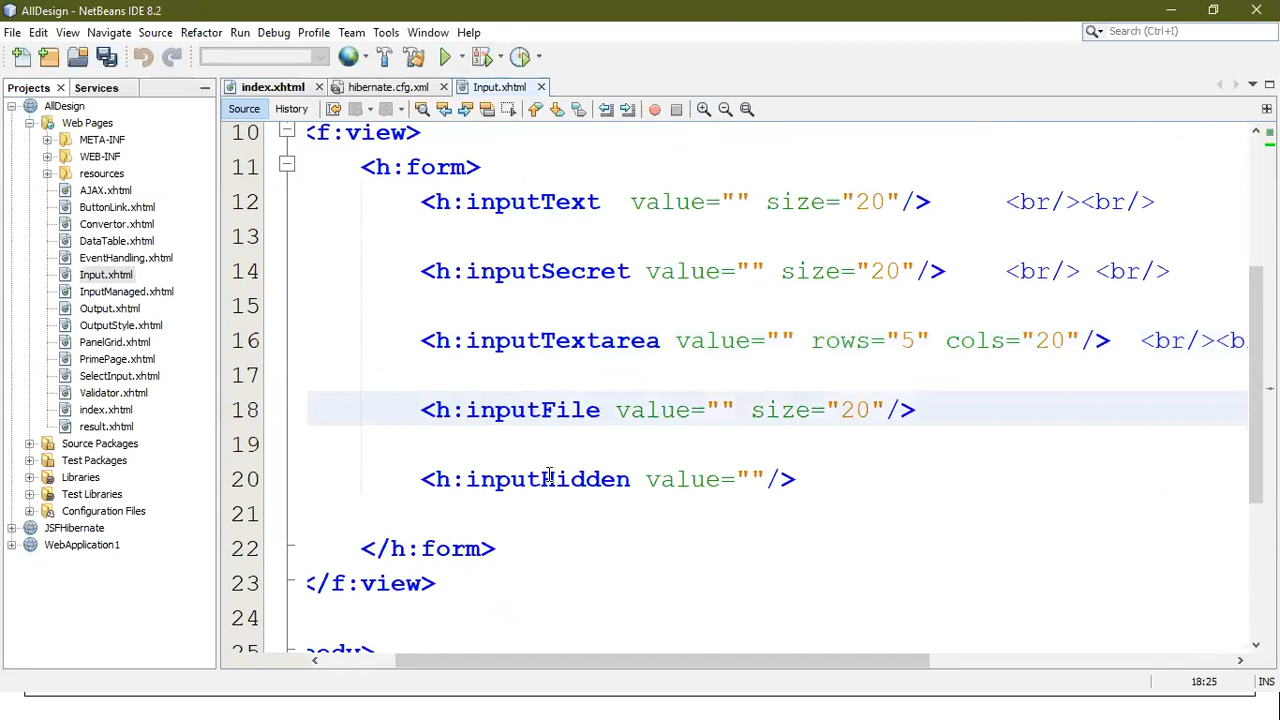 AllDesign - NetBeans IDE 8.2
File Edit View Navigate Source Refactor Run Debug Profile Team Tools Window Help
Search (Ctrl+I)
Projects Services
index.xhtml hibernate.cfg.xml Input.xhtml
Source History
AllDesign
Web Pages
META-INF
WEB-INF
resources
AJAX.xhtml
ButtonLink.xhtml
Convertor.xhtml
DataTable.xhtml
EventHandling.xhtml
Input.xhtml
InputManaged.xhtml
Output.xhtml
OutputStyle.xhtml
PanelGrid.xhtml
PrimePage.xhtml
SelectInput.xhtml
Validator.xhtml
index.xhtml
result.xhtml
Source Packages
Test Packages
Libraries
Test Libraries
Configuration Files
JSFHibernate
WebApplication1
10 <f:view>
11 <h:form>
12 <h:inputText value="" size="20"/> <br/><br/>
13
14 <h:inputSecret value="" size="20"/> <br/> <br/>
15
16 <h:inputTextarea value="" rows="5" cols="20"/> <br/><b
17
18 <h:inputFile value="" size="20"/>
19
20 <h:inputHidden value=""/>
21
22 </h:form>
23 </f:view>
24
25 body>
18:25 INS